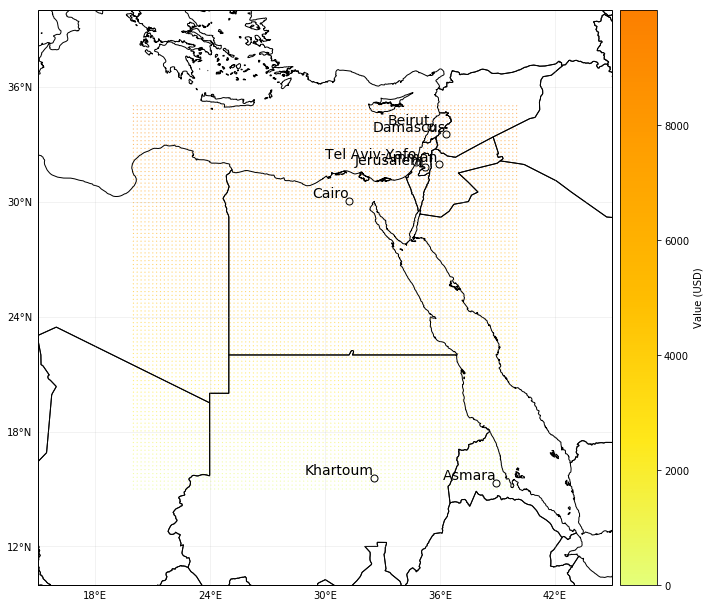 36°N
30°N
24°N
18°N
12°N
18°E
24°E
30°E
36°E
42°E
Beirut
Damascus
Tel Aviv-Yafo
Jerusalem
Cairo
Khartoum
Asmara
8000
6000
4000
2000
0
Value (USD)